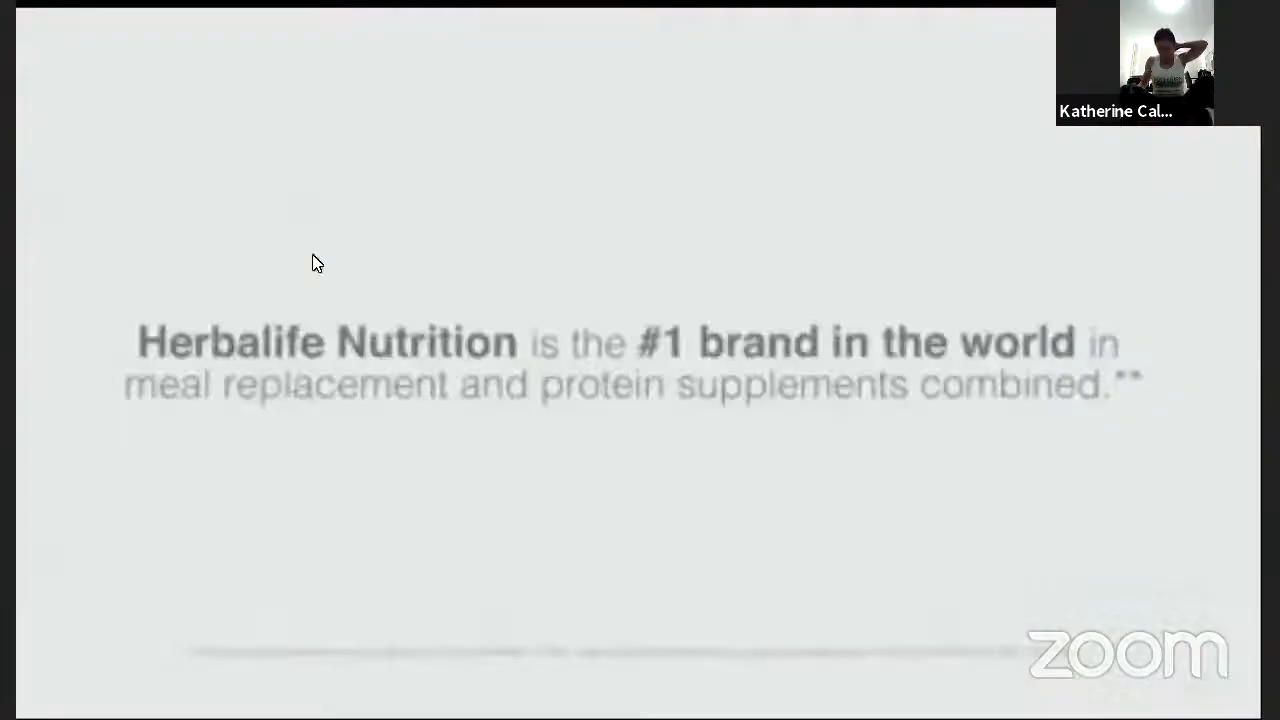 Katherine Cal...
Herbalife Nutrition is the #1 brand in the world in
meal replacement and protein supplements combined.**
zoom